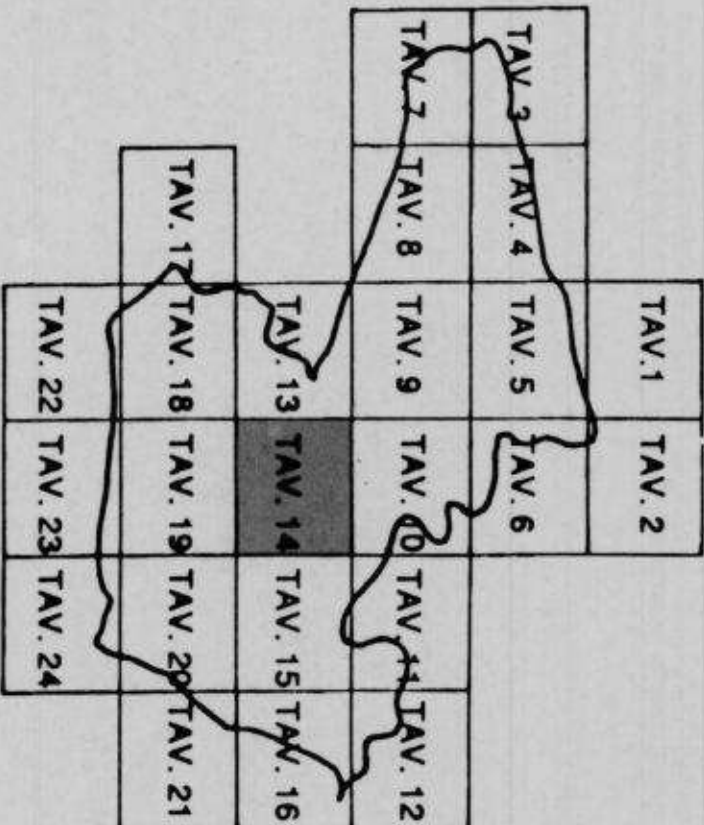 TAV.1
TAV. 2
TAV. 3
TAV. 4
TAV. 5
TAV. 6
TAV. 7
TAV. 8
TAV. 9
TAV. 10
TAV. 11
TAV. 12
TAV. 13
TAV. 14
TAV. 15
TAV. 16
TAV. 17
TAV. 18
TAV. 19
TAV. 20
TAV. 21
TAV. 22
TAV. 23
TAV. 24